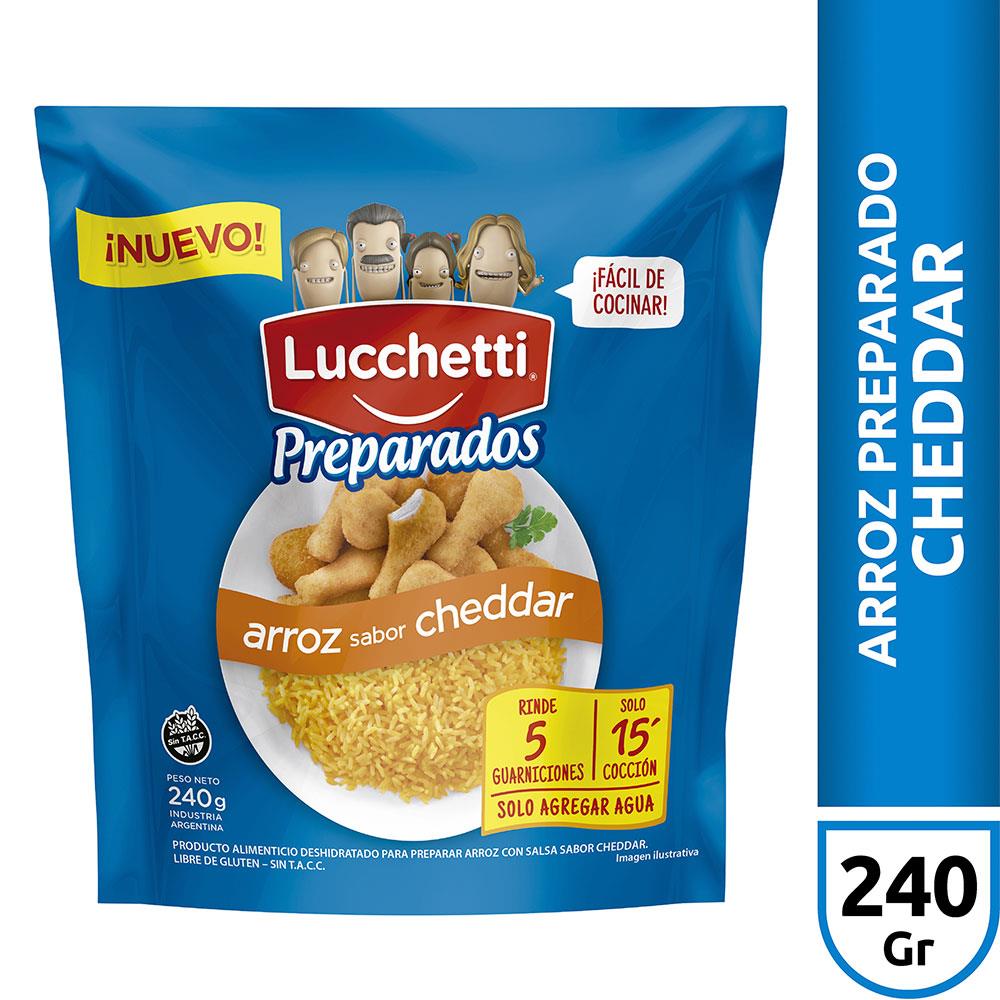 ¡NUEVO!
¡FÁCIL DE
COCINAR!
Lucchetti®
Preparados
arroz sabor cheddar
RINDE
5
GUARNICIONES
SOLO
15´
COCCIÓN
SOLO AGREGAR AGUA
Sin T.A.C.C.
PESO NETO
240g
INDUSTRIA
ARGENTINA
PRODUCTO ALIMENTICIO DESHIDRATADO PARA PREPARAR ARROZ CON SALSA SABOR CHEDDAR.
LIBRE DE GLUTEN – SIN T.A.C.C.
Imagen ilustrativa
ARROZ PREPARADO
CHEDDAR
240
Gr